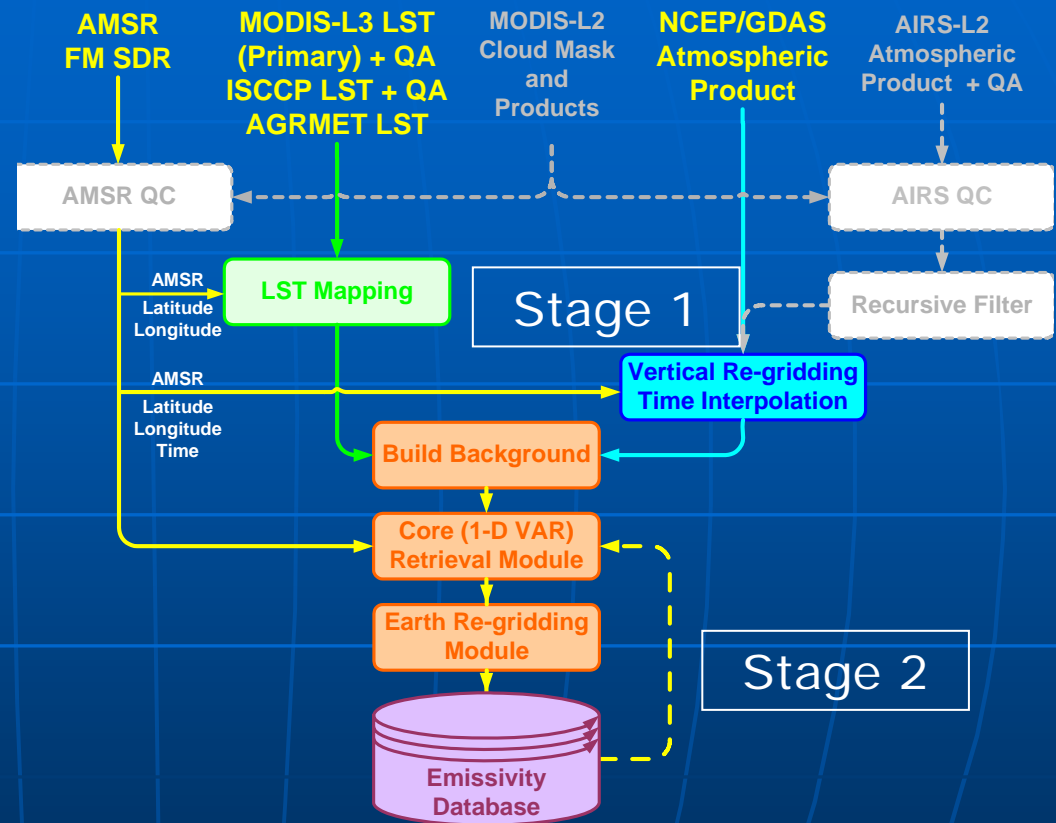 AMSR
FM SDR
MODIS-L3 LST
(Primary) + QA
ISCCP LST + QA
AGRMET LST
MODIS-L2
Cloud Mask
and
Products
NCEP/GDAS
Atmospheric
Product
AIRS-L2
Atmospheric
Product + QA
AMSR QC
AIRS QC
AMSR
Latitude
Longitude
LST Mapping
Stage 1
Recursive Filter
AMSR
Latitude
Longitude
Time
Vertical Re-gridding
Time Interpolation
Build Background
Core (1-D VAR)
Retrieval Module
Earth Re-gridding
Module
Stage 2
Emissivity
Database